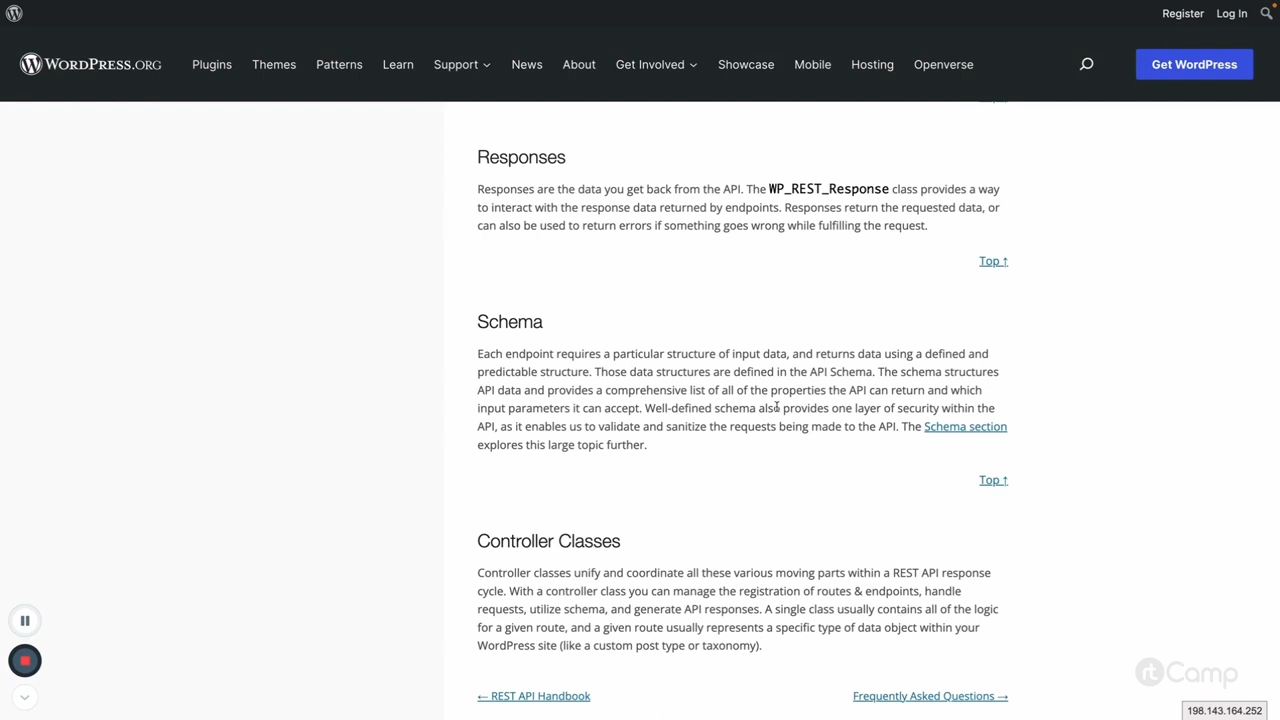 Register Log In
WORDPRESS.ORG Plugins Themes Patterns Learn Support News About Get Involved Showcase Mobile Hosting Openverse Get WordPress
Responses
Responses are the data you get back from the API. The WP_REST_Response class provides a way
to interact with the response data returned by endpoints. Responses return the requested data, or
can also be used to return errors if something goes wrong while fulfilling the request.
Top ↑
Schema
Each endpoint requires a particular structure of input data, and returns data using a defined and
predictable structure. Those data structures are defined in the API Schema. The schema structures
API data and provides a comprehensive list of all of the properties the API can return and which
input parameters it can accept. Well-defined schema also provides one layer of security within the
API, as it enables us to validate and sanitize the requests being made to the API. The Schema section
explores this large topic further.
Top ↑
Controller Classes
Controller classes unify and coordinate all these various moving parts within a REST API response
cycle. With a controller class you can manage the registration of routes & endpoints, handle
requests, utilize schema, and generate API responses. A single class usually contains all of the logic
for a given route, and a given route usually represents a specific type of data object within your
WordPress site (like a custom post type or taxonomy).
← REST API Handbook Frequently Asked Questions →
rtCamp
198.143.164.252